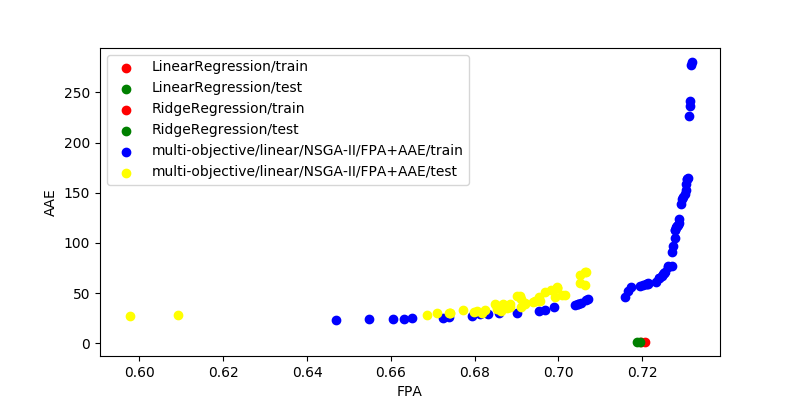 LinearRegression/train
LinearRegression/test
RidgeRegression/train
RidgeRegression/test
multi-objective/linear/NSGA-II/FPA+AAE/train
multi-objective/linear/NSGA-II/FPA+AAE/test
250
200
150
100
50
0
AAE
0.60 0.62 0.64 0.66 0.68 0.70 0.72
FPA